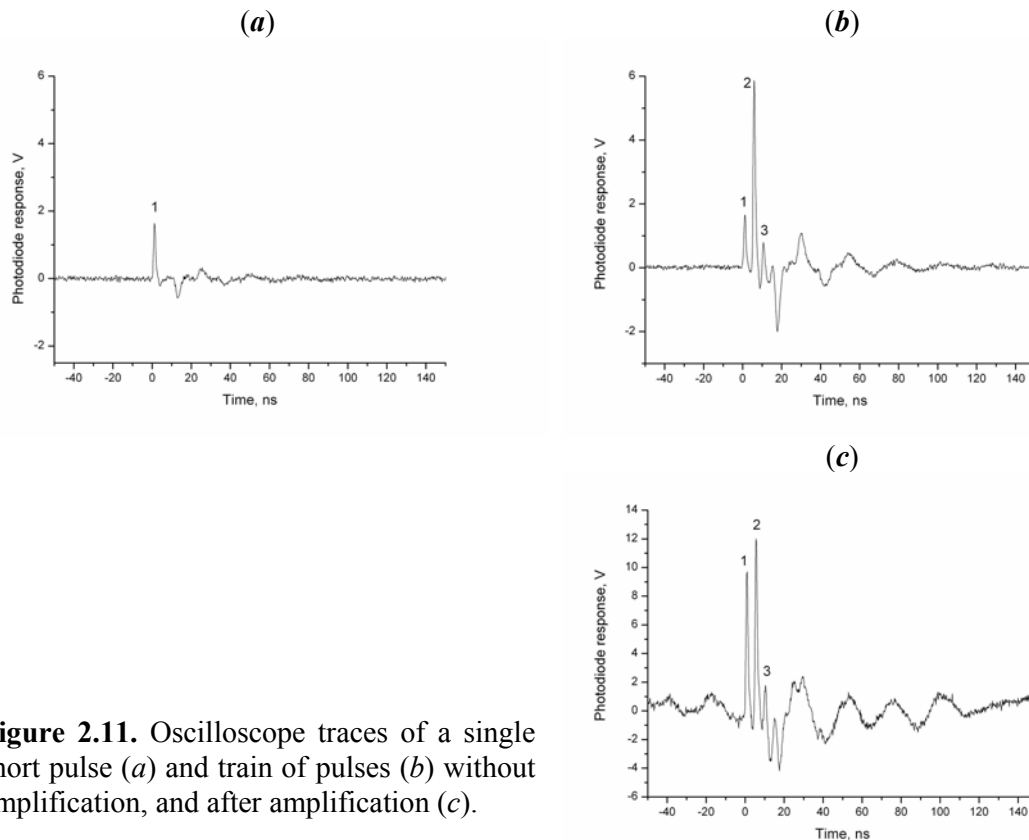 (a)
6
4
2
0
-2
Photodiode response, V
1
-40 -20 0 20 40 60 80 100 120 140
Time, ns
(b)
6
4
2
0
-2
Photodiode response, V
2
1
3
-40 -20 0 20 40 60 80 100 120 140
Time, ns
(c)
14
12
10
8
6
4
2
0
-2
-4
-6
Photodiode response, V
2
1
3
-40 -20 0 20 40 60 80 100 120 140
Time, ns
igure 2.11. Oscilloscope traces of a single
hort pulse (a) and train of pulses (b) without
mplification, and after amplification (c).